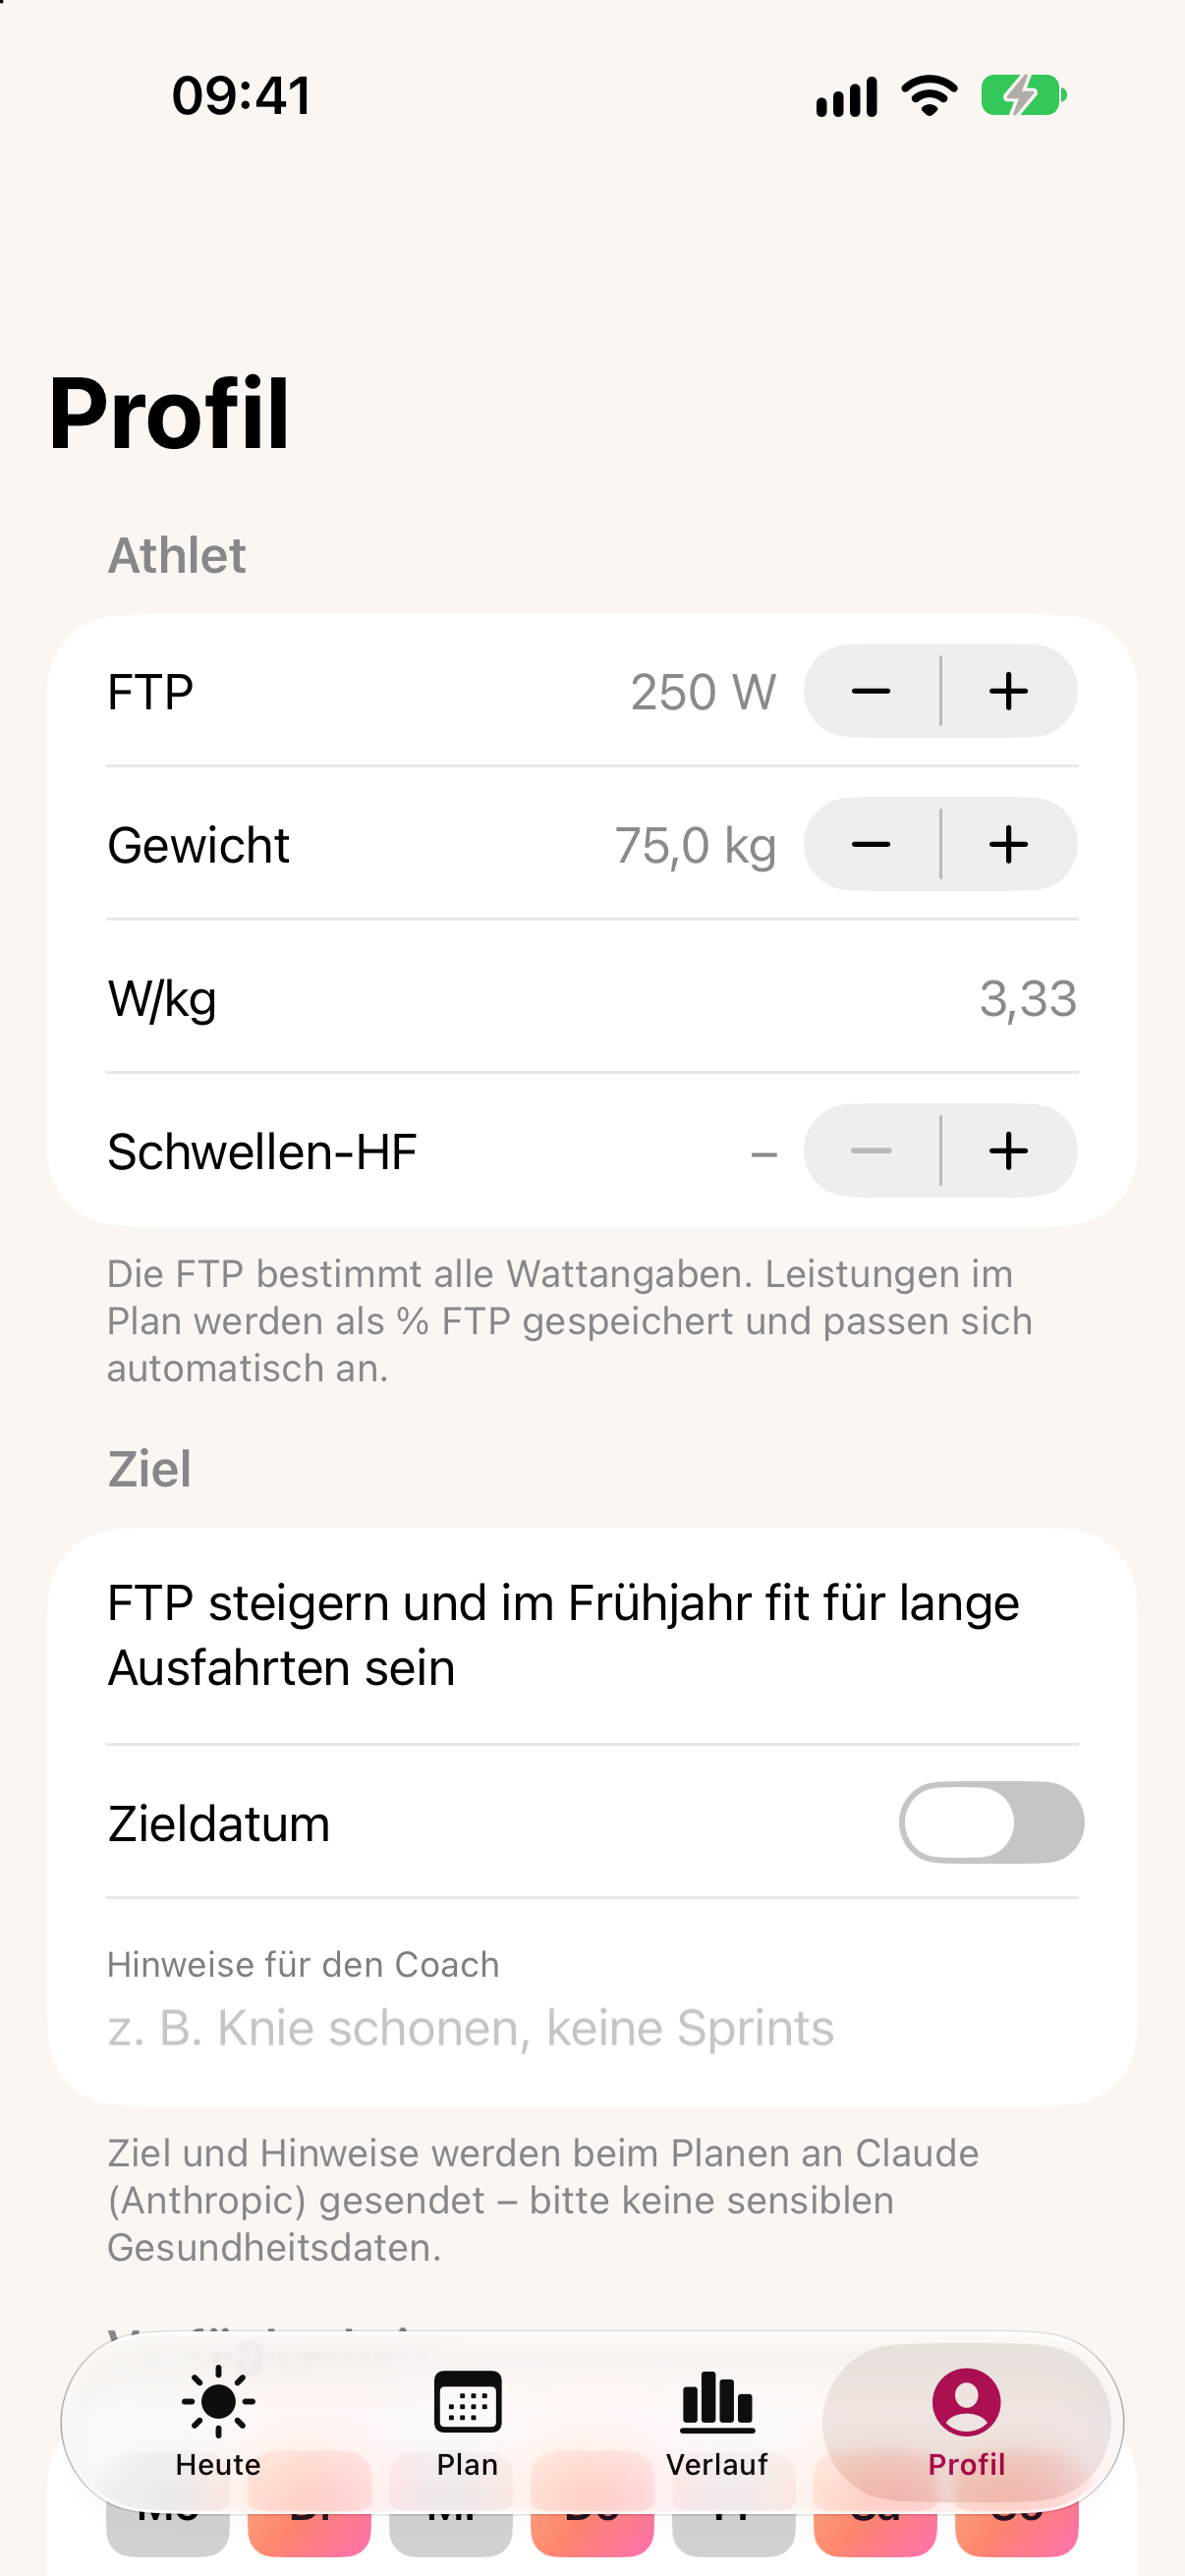 09:41
Profil
Athlet
FTP 250 W
Gewicht 75,0 kg
W/kg 3,33
Schwellen-HF –
Die FTP bestimmt alle Wattangaben. Leistungen im
Plan werden als % FTP gespeichert und passen sich
automatisch an.
Ziel
FTP steigern und im Frühjahr fit für lange
Ausfahrten sein
Zieldatum
Hinweise für den Coach
z. B. Knie schonen, keine Sprints
Ziel und Hinweise werden beim Planen an Claude
(Anthropic) gesendet – bitte keine sensiblen
Gesundheitsdaten.
Heute Plan Verlauf Profil